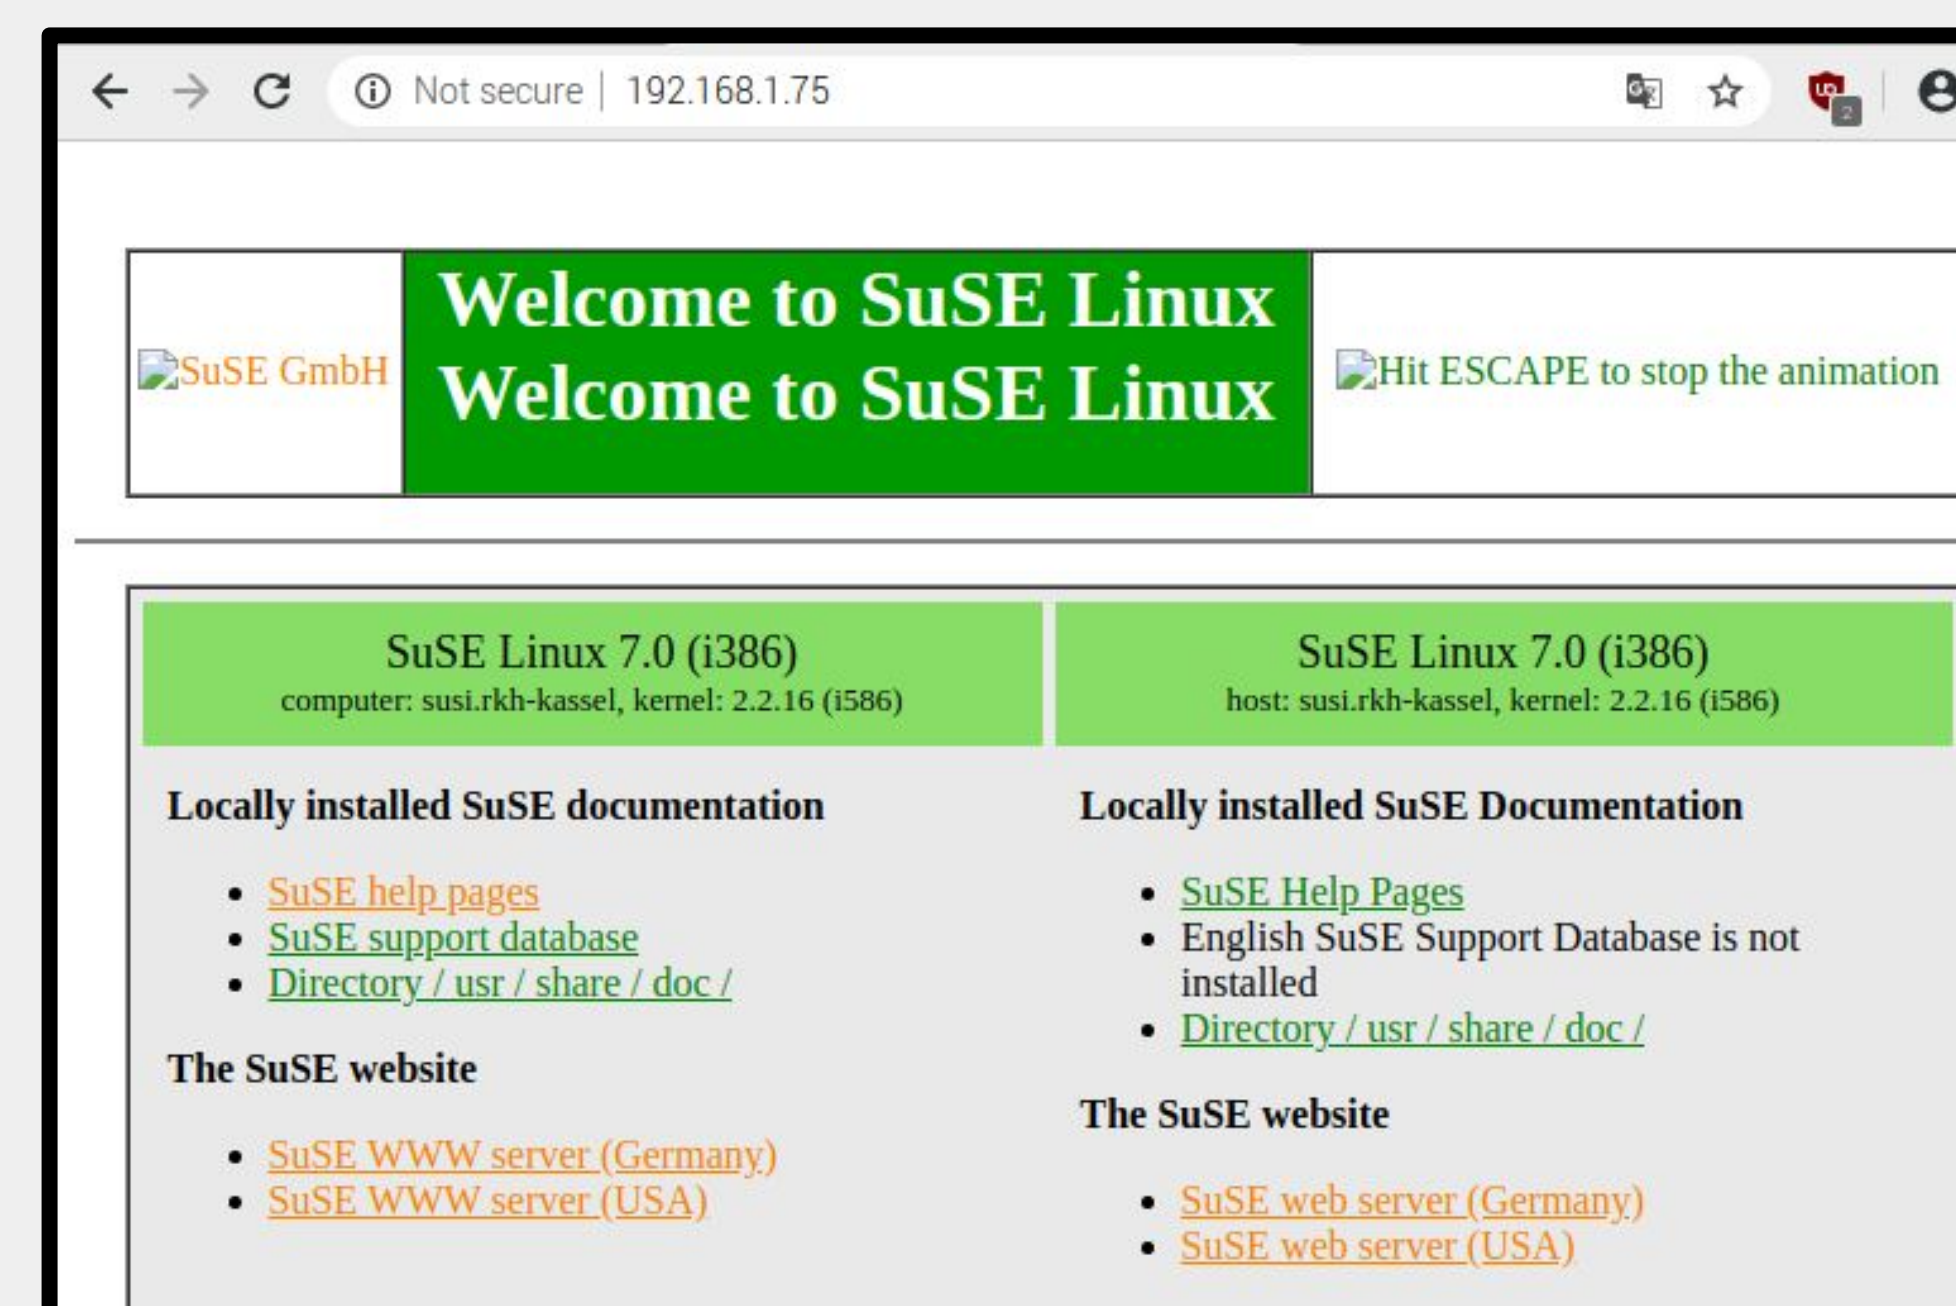 Not secure | 192.168.1.75
2
SuSE GmbH
Welcome to SuSE Linux
Welcome to SuSE Linux
Hit ESCAPE to stop the animation
SuSE Linux 7.0 (i386)
computer: susi.rkh-kassel, kernel: 2.2.16 (i586)
Locally installed SuSE documentation
SuSE help pages
SuSE support database
Directory / usr / share / doc /
The SuSE website
SuSE WWW server (Germany)
SuSE WWW server (USA)
SuSE Linux 7.0 (i386)
host: susi.rkh-kassel, kernel: 2.2.16 (i586)
Locally installed SuSE Documentation
SuSE Help Pages
English SuSE Support Database is not
installed
Directory / usr / share / doc /
The SuSE website
SuSE web server (Germany)
SuSE web server (USA)